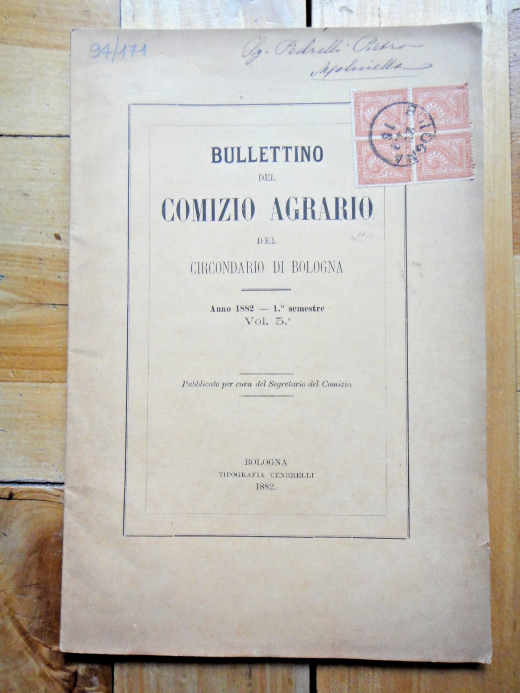 94/171
Sig. Pedrelli Pietro
Molinella
BULLETTINO
DEL
COMIZIO AGRARIO
DEL
CIRCONDARIO DI BOLOGNA
Anno 1882 — 1.º semestre
Vol. 5.º
Pubblicato per cura del Segretario del Comizio.
BOLOGNA
TIPOGRAFIA CENERELLI
1882.